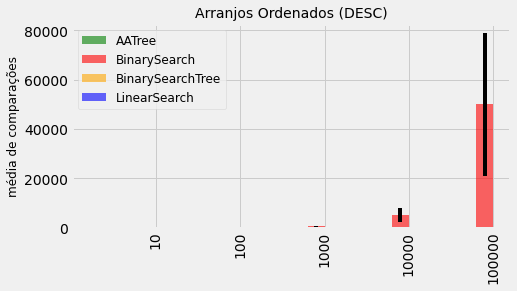 Arranjos Ordenados (DESC)
média de comparações
80000
60000
40000
20000
0
AATree
BinarySearch
BinarySearchTree
LinearSearch
10
100
1000
10000
100000